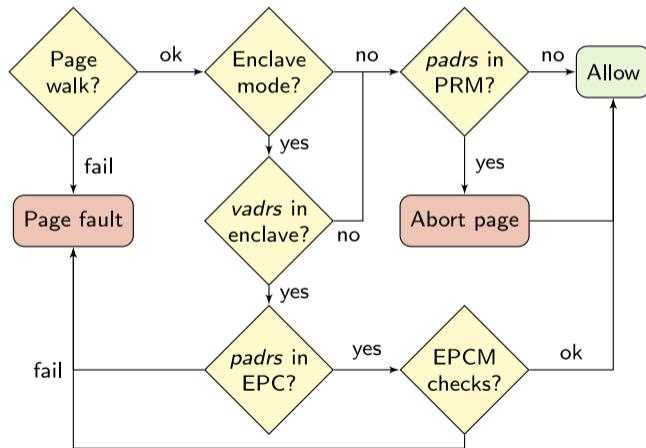 Page
walk?
ok
Enclave
mode?
no
padrs in
PRM?
no
Allow
fail
yes
yes
Page fault
vadrs in
enclave?
no
Abort page
yes
fail
padrs in
EPC?
yes
EPCM
checks?
ok